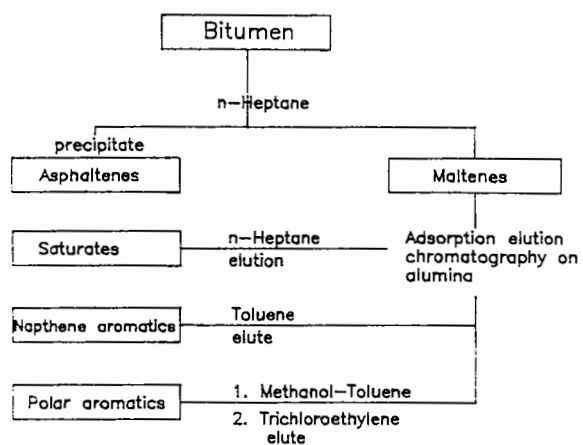 Bitumen
n-Heptane
precipitate
Asphaltenes
Maltenes
Saturates
n-Heptane
elution
Adsorption elution
chromatography on
alumina
Napthene aromatics
Toluene
elute
Polar aromatics
1. Methanol-Toluene
2. Trichloroethylene
elute